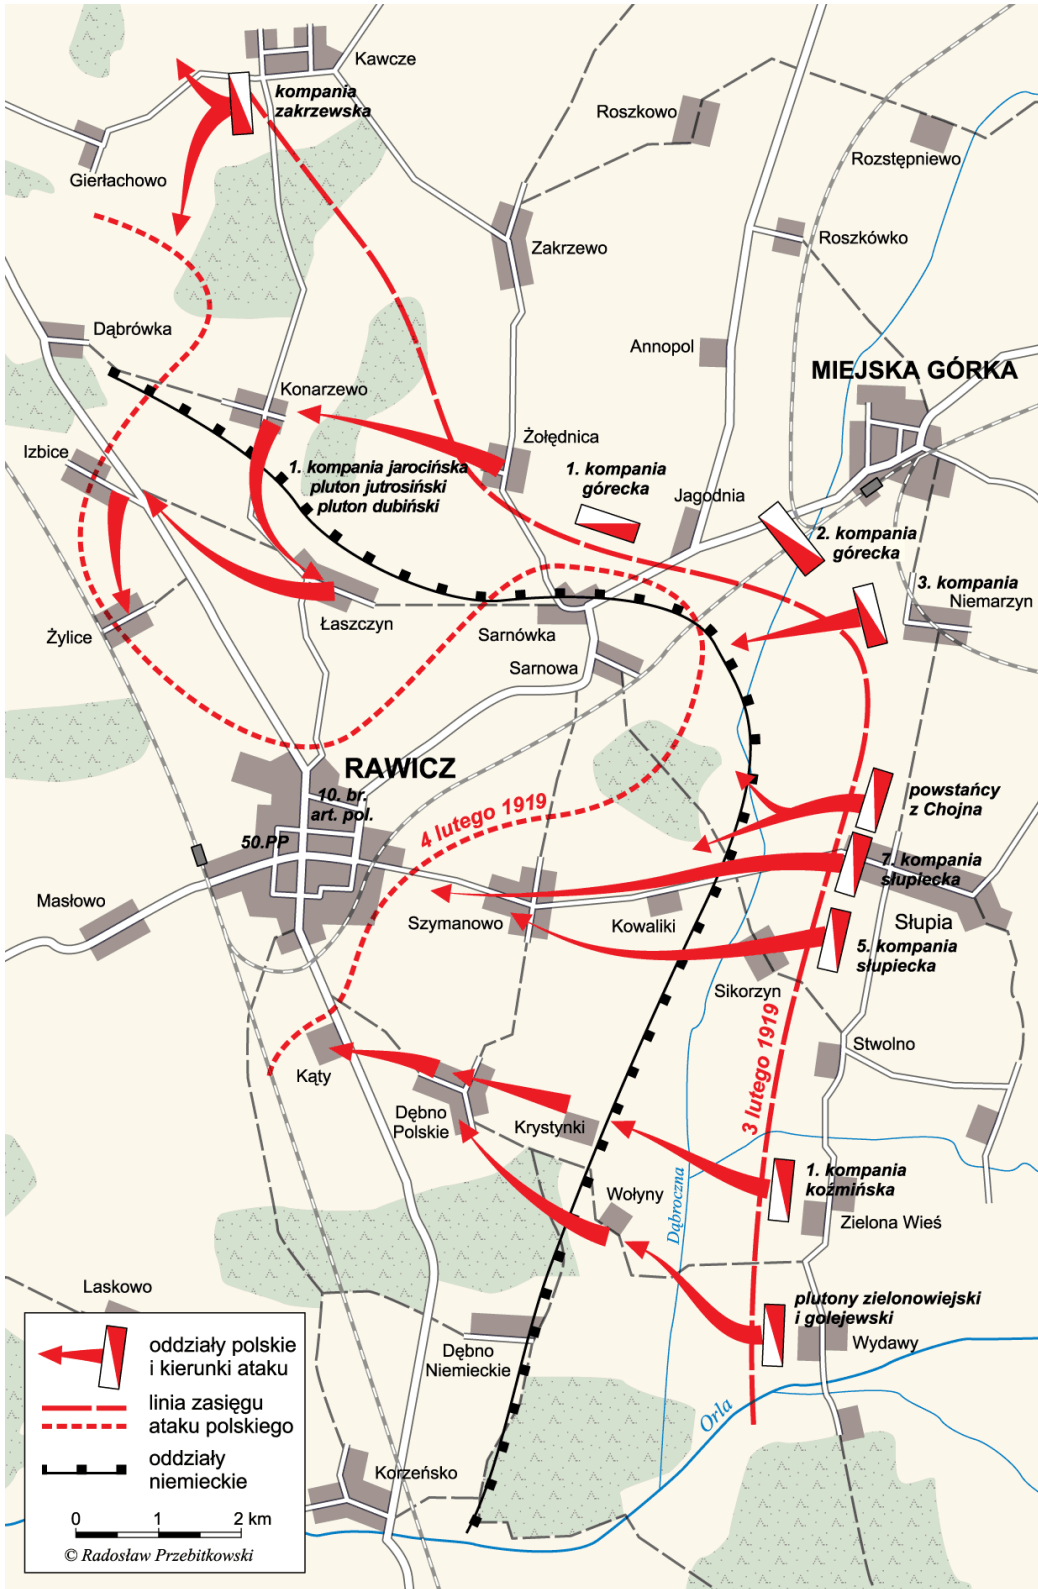 Kawcze
kompania
zakrzewska
Roszkowo
Rozstępniewo
Gierłachowo
Zakrzewo
Roszkówko
Dąbrówka
Annopol
MIEJSKA GÓRKA
Konarzewo
Żołędnica
Izbice
1. kompania jarocińska
pluton jutrosiński
pluton dubiński
1. kompania
górecka
Jagodnia
2. kompania
górecka
3. kompania
Niemarzyn
Żylice
Łaszczyn
Sarnówka
Sarnowa
RAWICZ
10. br.
art. pol.
50.PP
4 lutego 1919
powstańcy
z Chojna
7. kompania
słupiecka
Masłowo
Szymanowo
Kowaliki
Słupia
5. kompania
słupiecka
Sikorzyn
3 lutego 1919
Stwolno
Kąty
Dębno
Polskie
Krystynki
Dąbroczna
1. kompania
koźmińska
Wołyny
Zielona Wieś
Laskowo
plutony zielonowiejski
i golejewski
Wydawy
Dębno
Niemieckie
Orla
Korzeńsko
oddziały polskie
i kierunki ataku
linia zasięgu
ataku polskiego
oddziały
niemieckie
0 1 2 km
© Radosław Przebitkowski